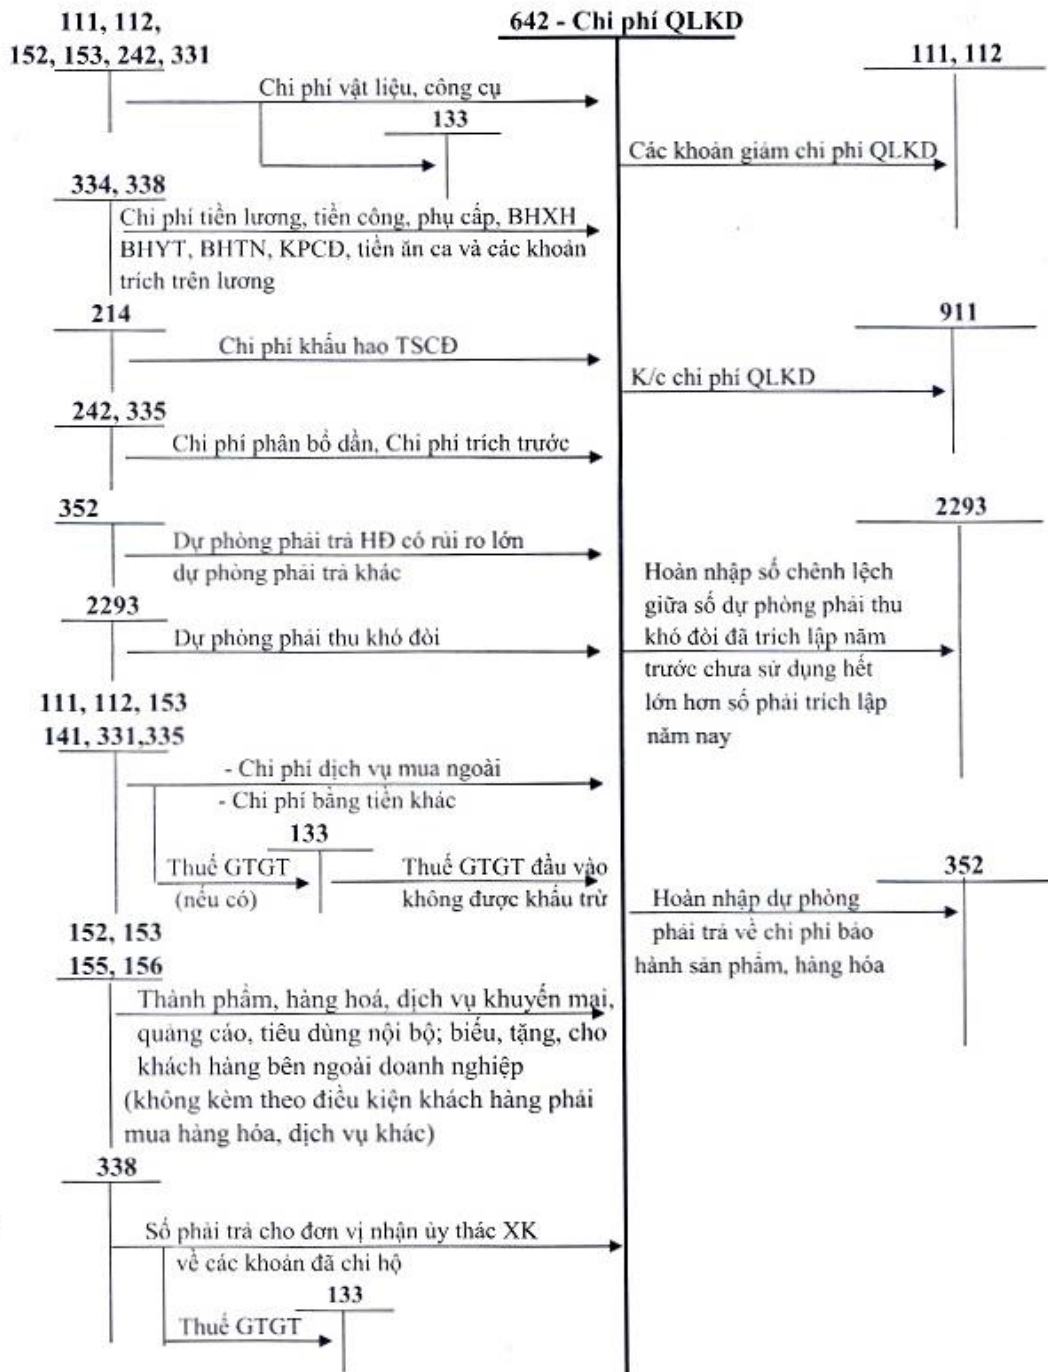 111, 112,
152, 153, 242, 331
642 - Chi phí QLKD
111, 112
Chi phí vật liệu, công cụ
133
Các khoản giảm chi phí QLKD
334, 338
Chi phí tiền lương, tiền công, phụ cấp, BHXH
BHYT, BHTN, KPCĐ, tiền ăn ca và các khoản
trích trên lương
214
Chi phí khấu hao TSCĐ
911
K/c chi phí QLKD
242, 335
Chi phí phân bổ dần, Chi phí trích trước
352
Dự phòng phải trả HĐ có rủi ro lớn
dự phòng phải trả khác
2293
Hoàn nhập số chênh lệch
giữa số dự phòng phải thu
khó đòi đã trích lập năm
trước chưa sử dụng hết
lớn hơn số phải trích lập
năm nay
2293
Dự phòng phải thu khó đòi
111, 112, 153
141, 331,335
- Chi phí dịch vụ mua ngoài
- Chi phí bằng tiền khác
133
Thuế GTGT
(nếu có)
Thuế GTGT đầu vào
không được khấu trừ
352
Hoàn nhập dự phòng
phải trả về chi phí bảo
hành sản phẩm, hàng hóa
152, 153
155, 156
Thành phẩm, hàng hoá, dịch vụ khuyến mại,
quảng cáo, tiêu dùng nội bộ; biếu, tặng, cho
khách hàng bên ngoài doanh nghiệp
(không kèm theo điều kiện khách hàng phải
mua hàng hóa, dịch vụ khác)
338
Số phải trả cho đơn vị nhận ủy thác XK
về các khoản đã chi hộ
133
Thuế GTGT